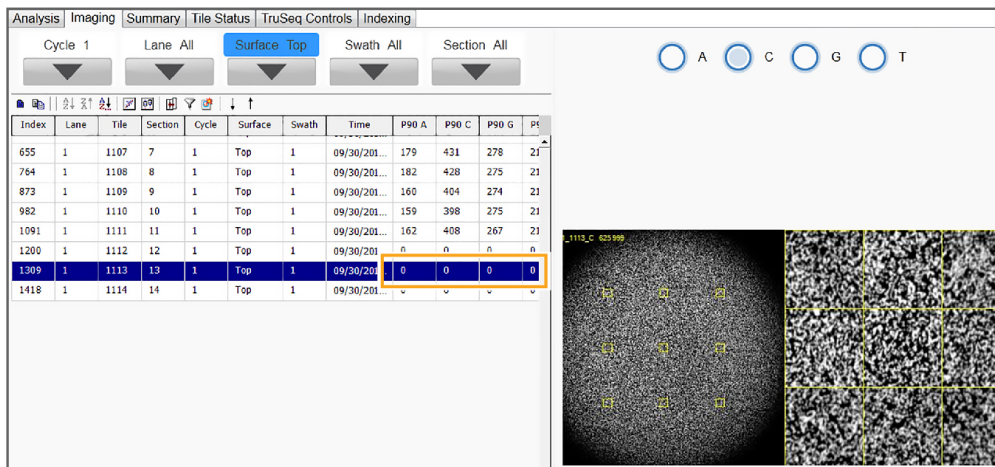 Analysis Imaging Summary Tile Status TruSeq Controls Indexing
Cycle 1 Lane All Surface Top Swath All Section All
A C G T
Index Lane Tile Section Cycle Surface Swath Time P90 A P90 C P90 G P9
655 1 1107 7 1 Top 1 09/30/201... 179 431 278 21
764 1 1108 8 1 Top 1 09/30/201... 182 428 275 21
873 1 1109 9 1 Top 1 09/30/201... 160 404 274 21
982 1 1110 10 1 Top 1 09/30/201... 159 398 275 21
1091 1 1111 11 1 Top 1 09/30/201... 162 408 267 21
1200 1 1112 12 1 Top 1 09/30/201 0 0 0 0
1309 1 1113 13 1 Top 1 09/30/201 0 0 0 0
1418 1 1114 14 1 Top 1 09/30/201...
_1113_C 625999